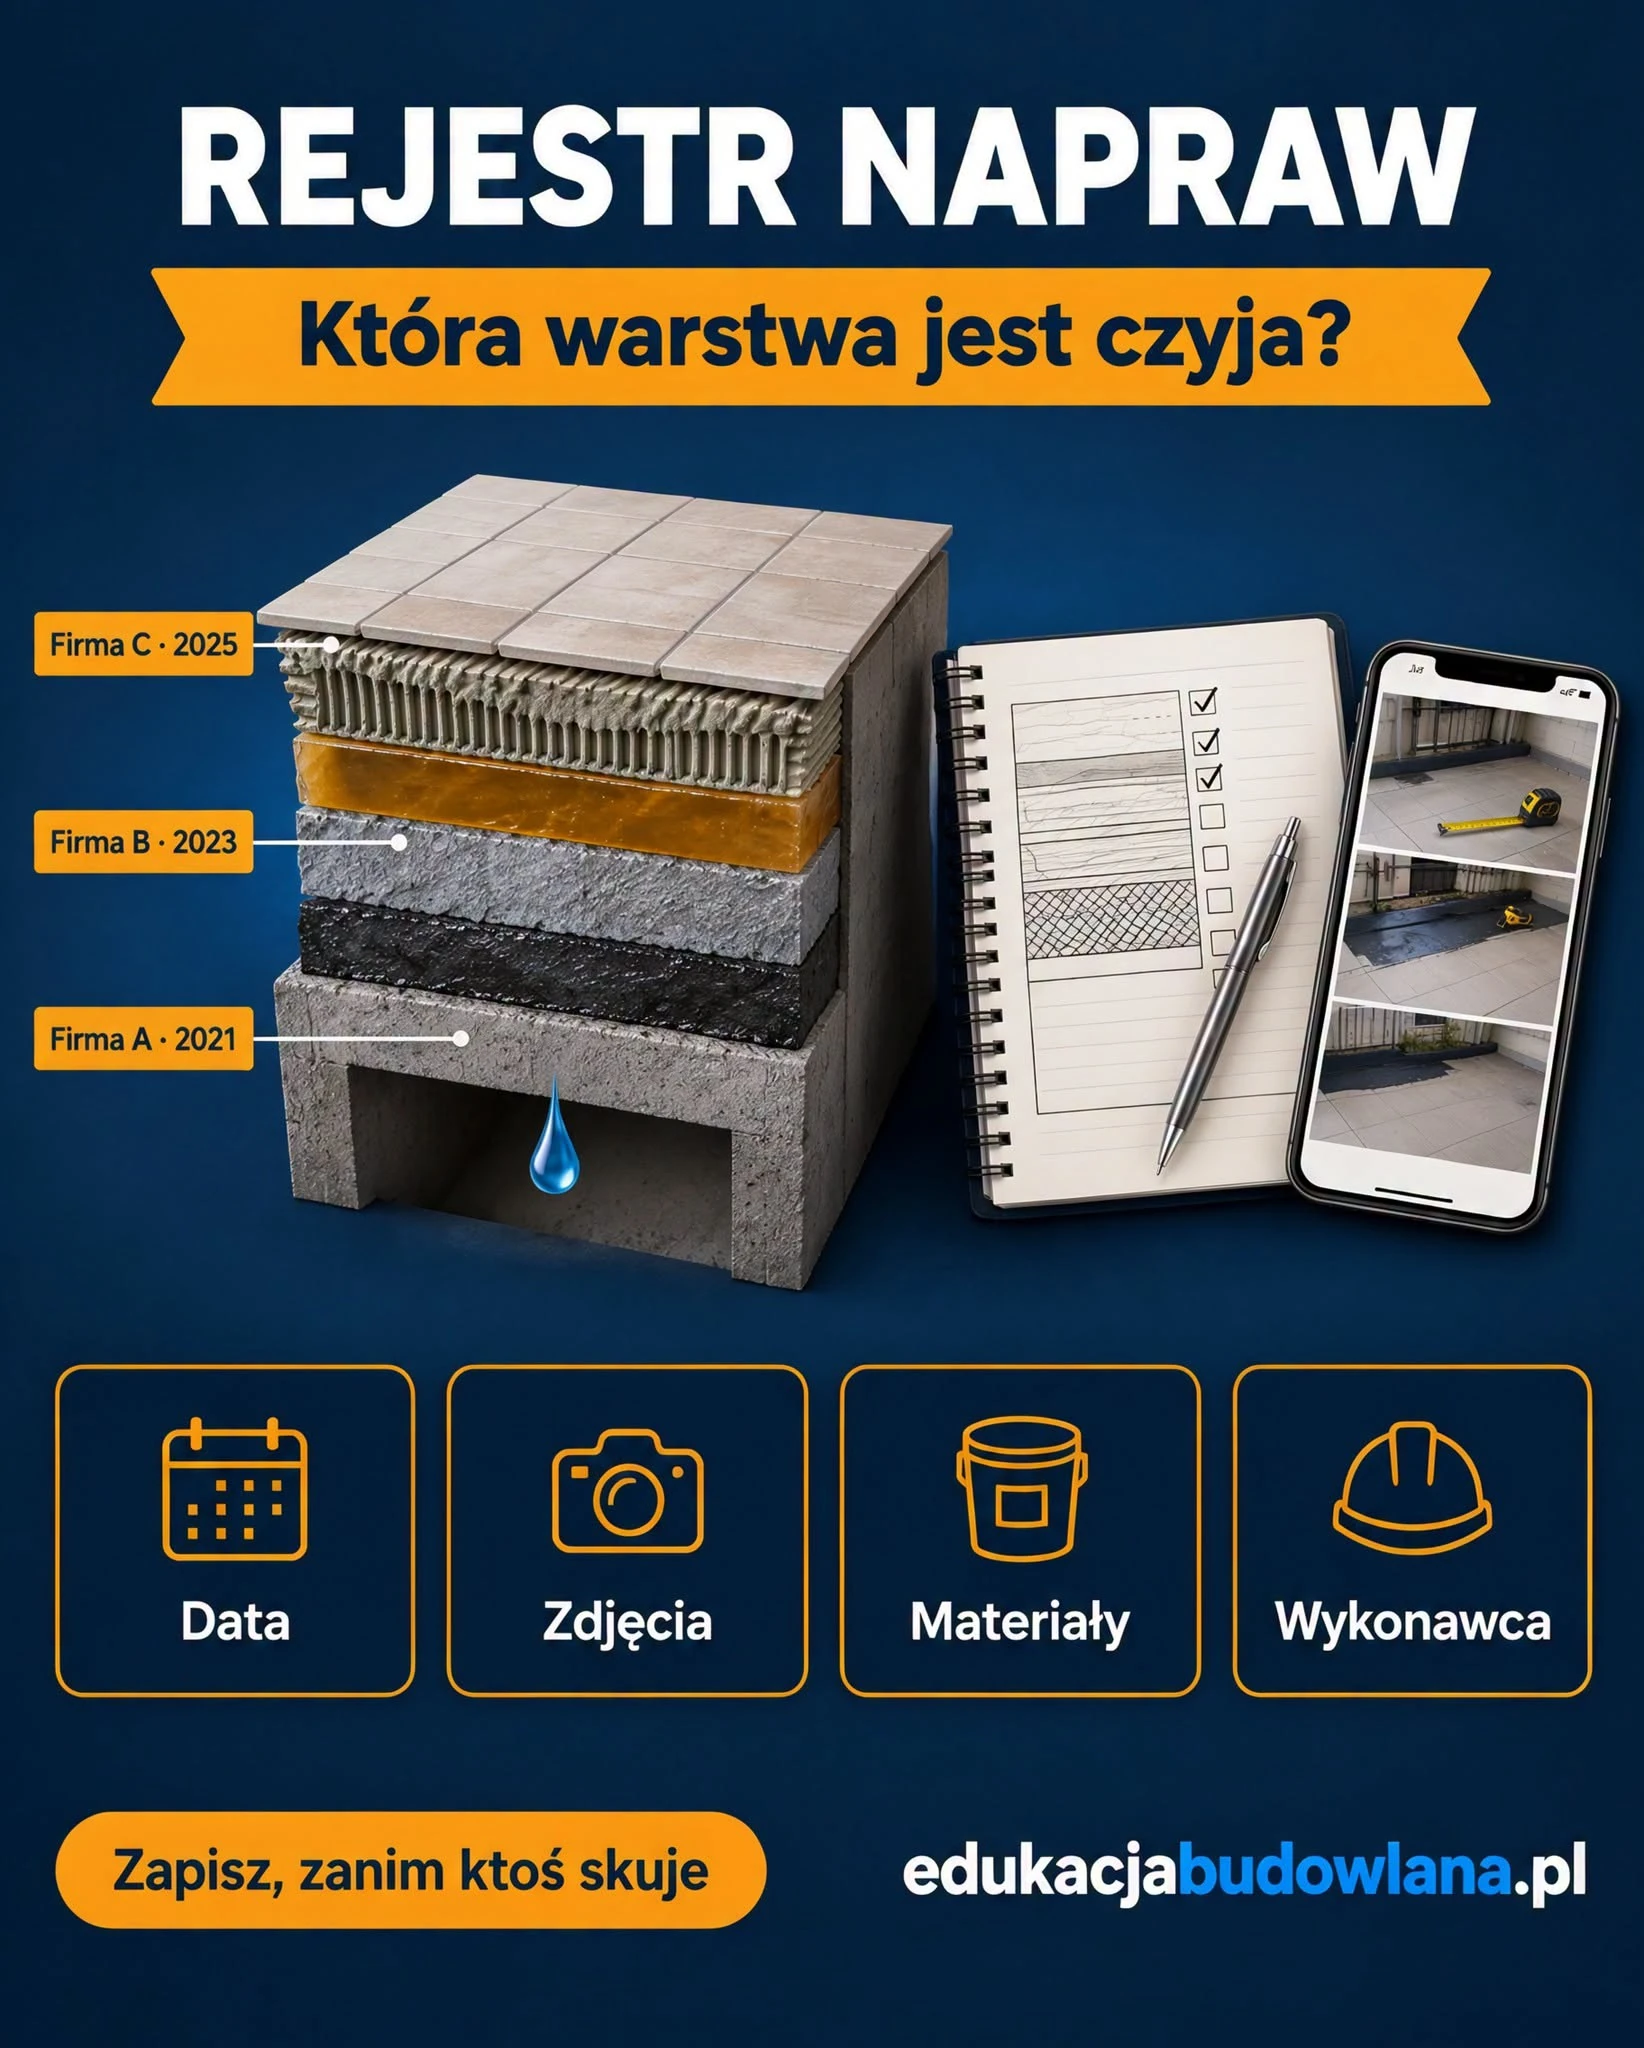 REJESTR NAPRAW
Która warstwa jest czyja?
Firma C · 2025
Firma B · 2023
Firma A · 2021
Data
Zdjęcia
Materiały
Wykonawca
Zapisz, zanim ktoś skuje
edukacjabudowlana.pl